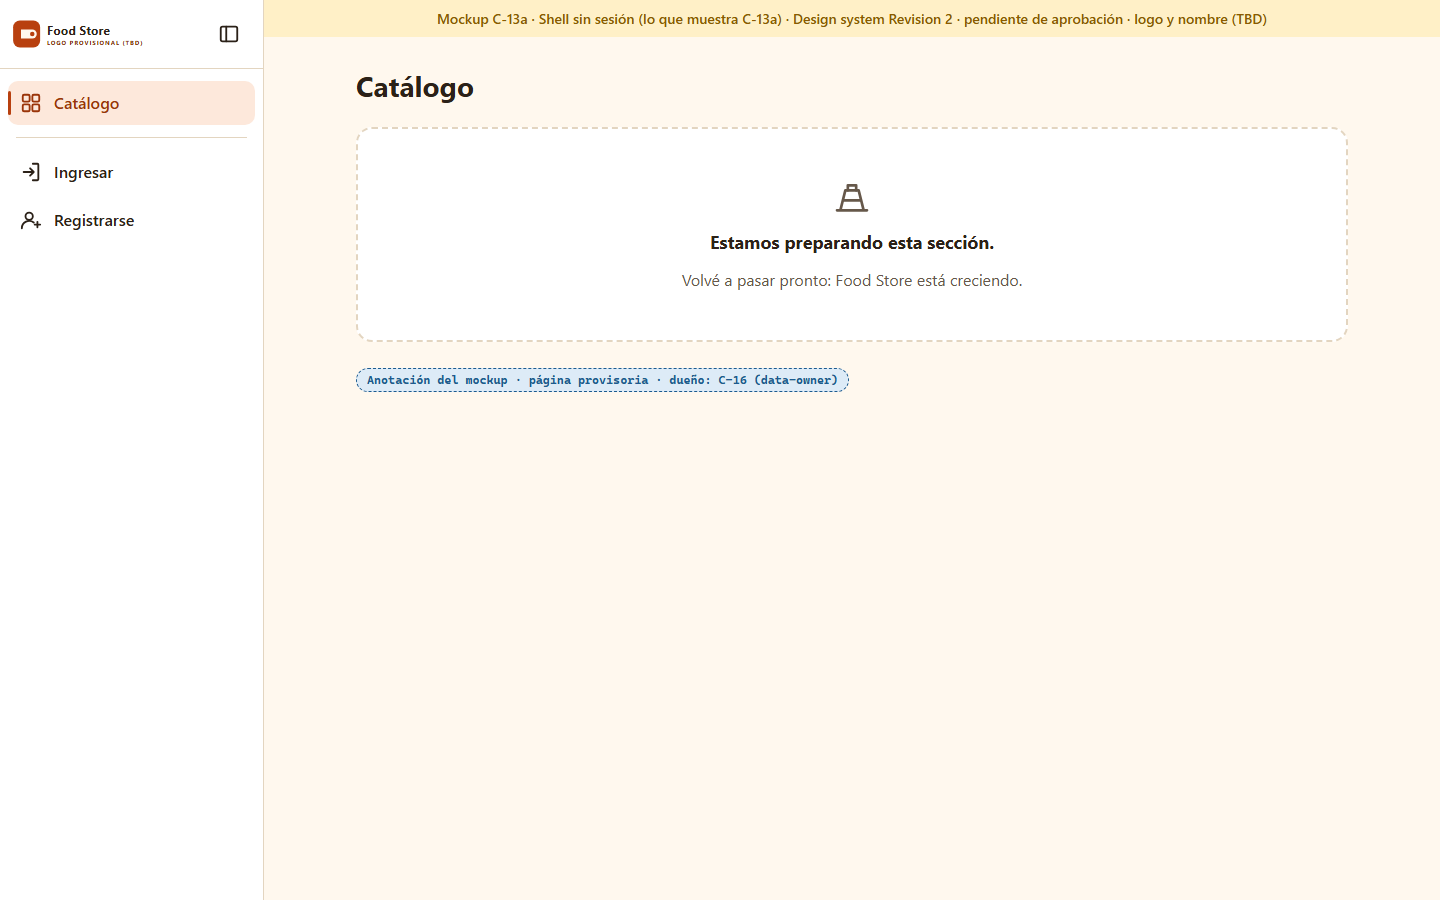 Food Store
LOGO PROVISIONAL (TBD)
Mockup C-13a · Shell sin sesión (lo que muestra C-13a) · Design system Revision 2 · pendiente de aprobación · logo y nombre (TBD)
Catálogo
Ingresar
Registrarse
Catálogo
Estamos preparando esta sección.
Volvé a pasar pronto: Food Store está creciendo.
Anotación del mockup · página provisoria · dueño: C-16 (data-owner)